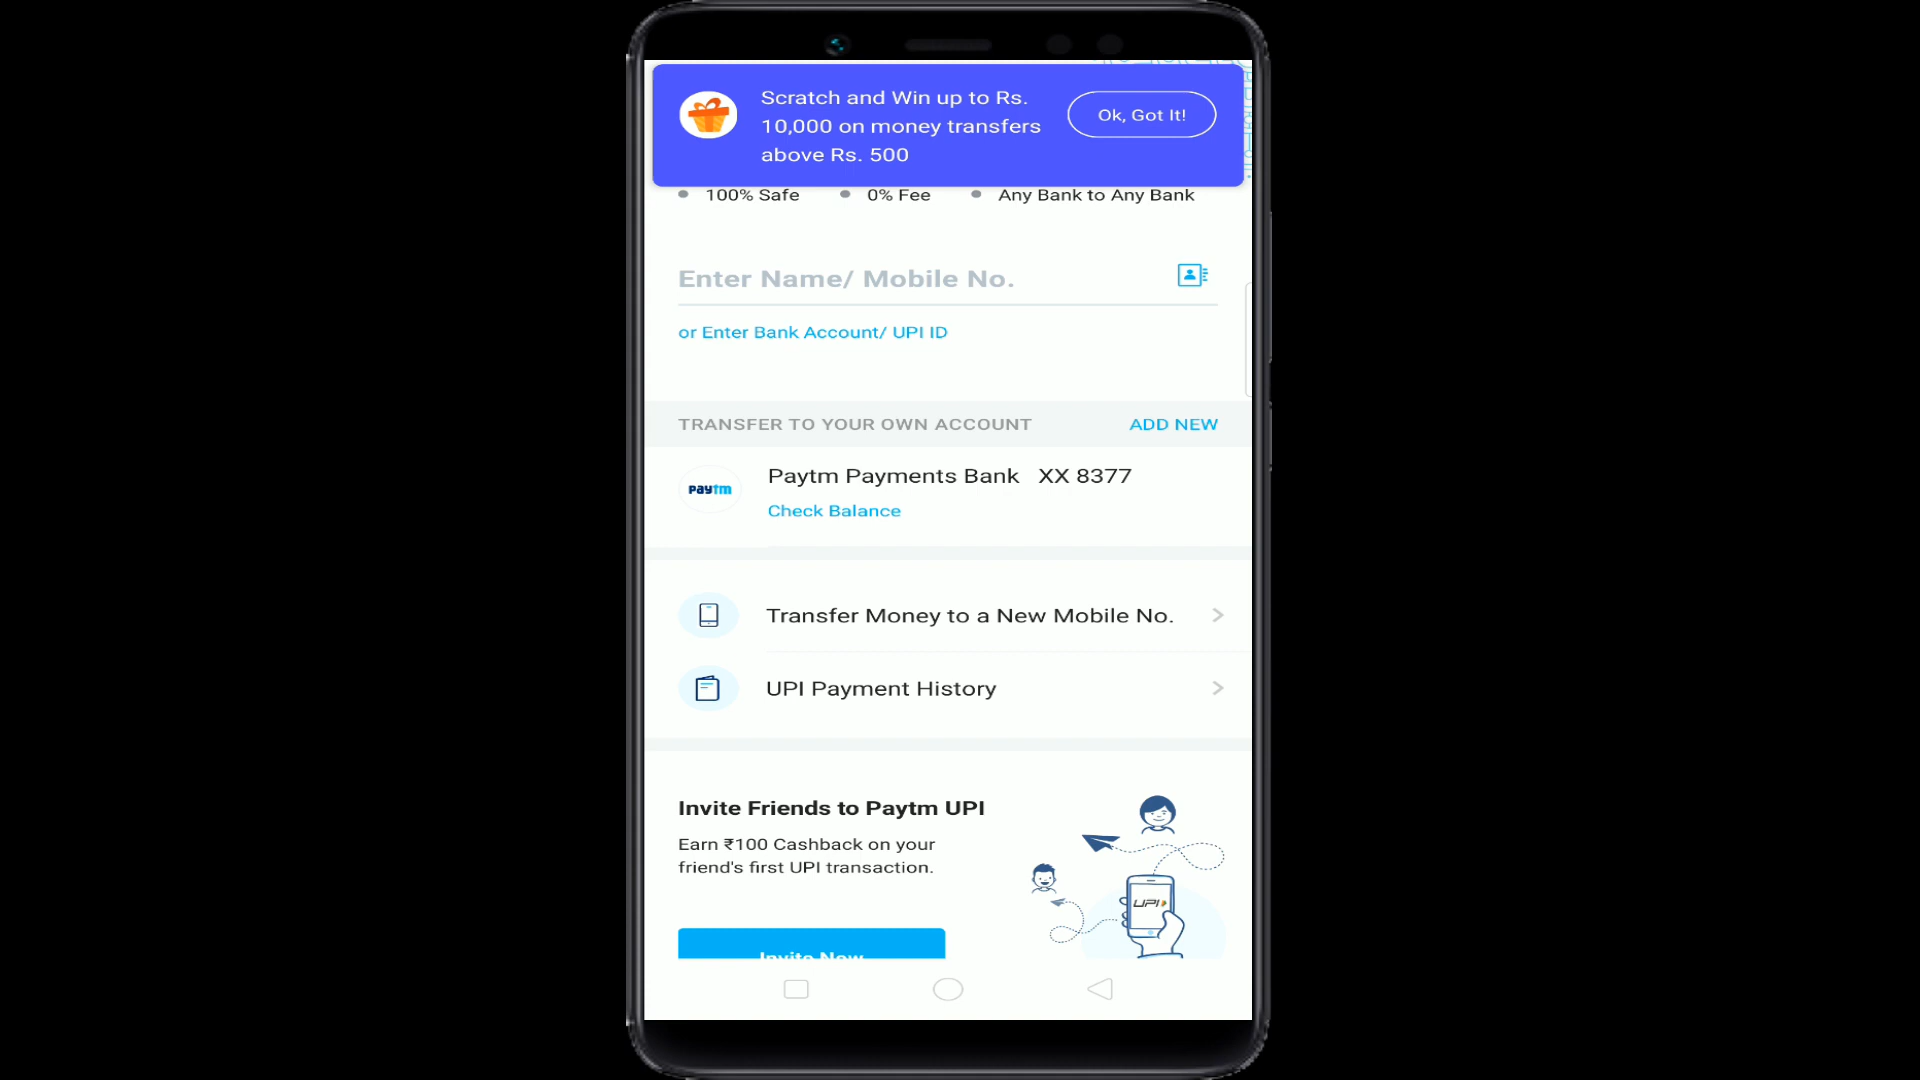 Scratch and Win up to Rs.
10,000 on money transfers
above Rs. 500
Ok, Got It!
100% Safe
0% Fee
Any Bank to Any Bank
Enter Name/ Mobile No.
or Enter Bank Account/ UPI ID
TRANSFER TO YOUR OWN ACCOUNT
ADD NEW
paytm
Paytm Payments Bank XX 8377
Check Balance
Transfer Money to a New Mobile No.
UPI Payment History
Invite Friends to Paytm UPI
Earn ₹100 Cashback on your
friend's first UPI transaction.
UPI
Invite Now